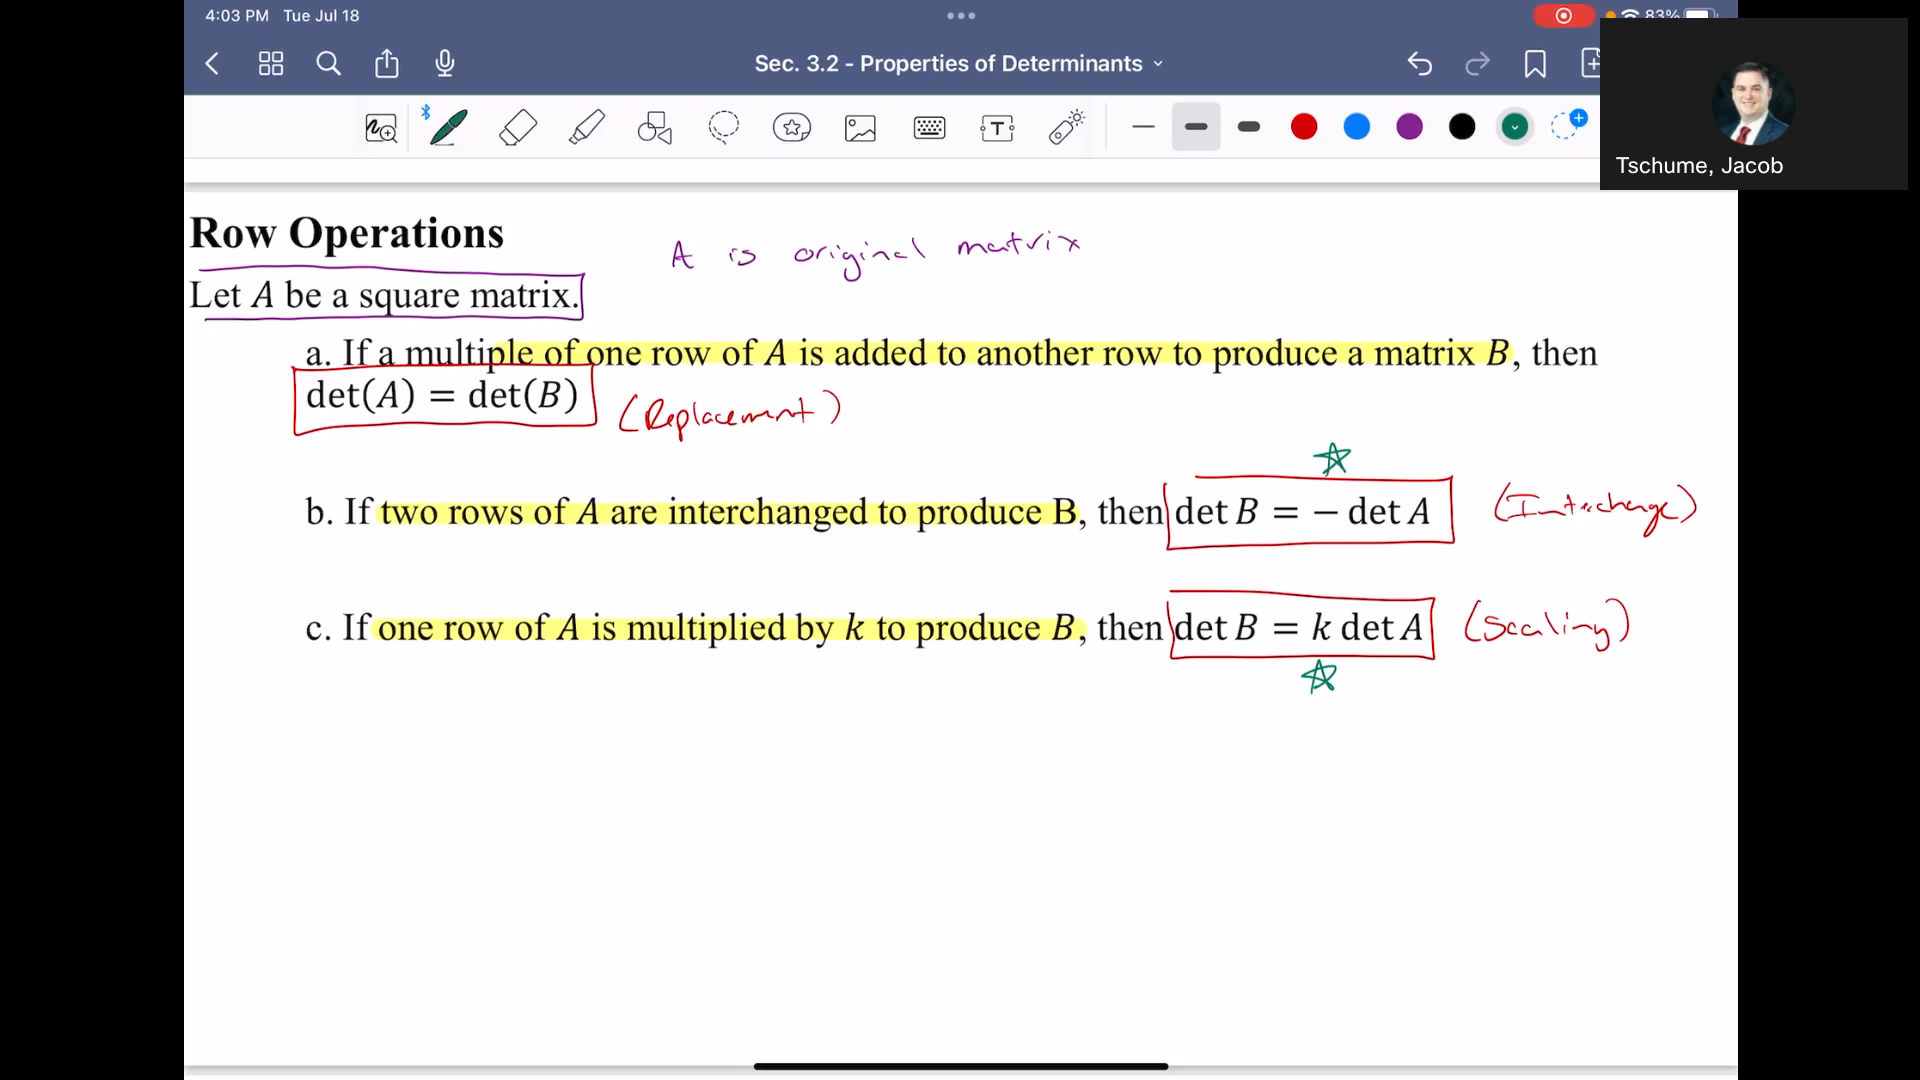 4:03 PM Tue Jul 18
83%
Sec. 3.2 - Properties of Determinants
Tschume, Jacob
Row Operations
A is original matrix
Let A be a square matrix.
a. If a multiple of one row of A is added to another row to produce a matrix B, then
det(A) = det(B) (Replacement)
b. If two rows of A are interchanged to produce B, then det B = − det A (Interchange)
c. If one row of A is multiplied by k to produce B, then det B = k det A (Scaling)